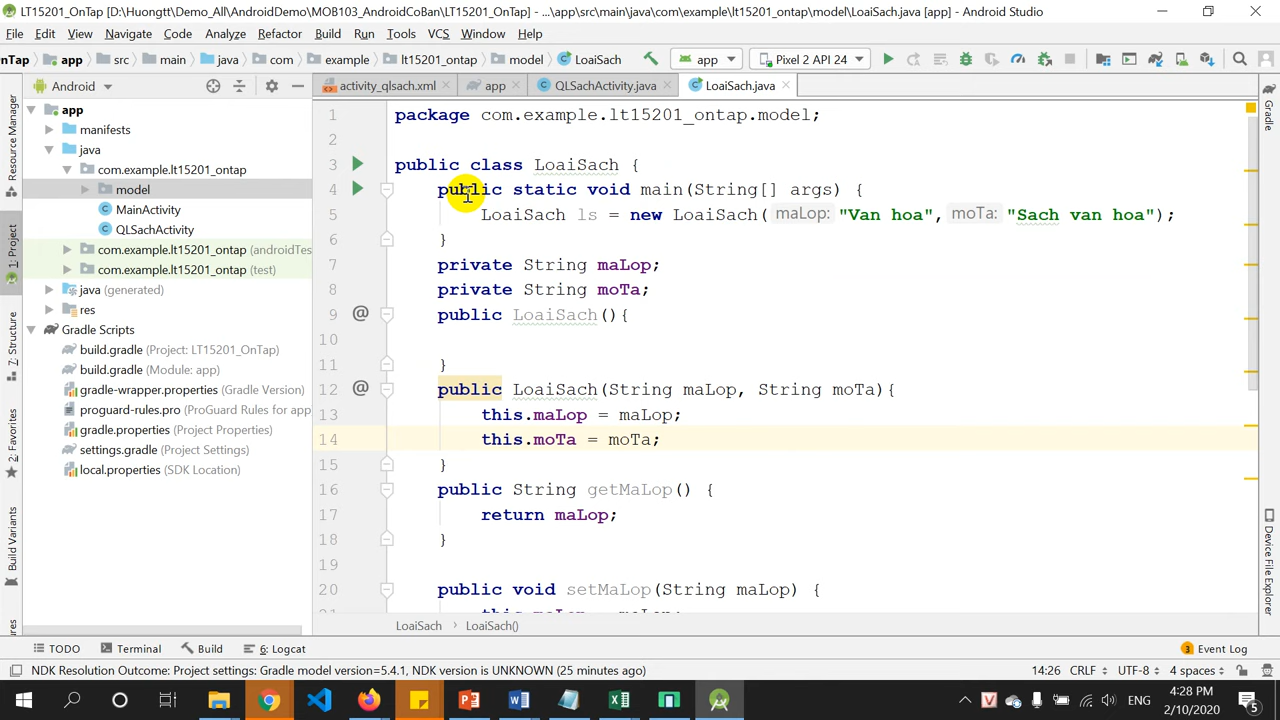 LT15201_OnTap [D:\Huongtt\Demo_All\AndroidDemo\MOB103_AndroidCoBan\LT15201_OnTap] - ...\app\src\main\java\com\example\lt15201_ontap\model\LoaiSach.java [app] - Android Studio
File Edit View Navigate Code Analyze Refactor Build Run Tools VCS Window Help
nTap app src main java com example lt15201_ontap model LoaiSach app Pixel 2 API 24
Android activity_qlsach.xml app QLSachActivity.java LoaiSach.java
Resource Manager
1: Project
Z: Structure
2: Favorites
Build Variants
app
manifests
java
com.example.lt15201_ontap
model
MainActivity
QLSachActivity
com.example.lt15201_ontap (androidTes
com.example.lt15201_ontap (test)
java (generated)
res
Gradle Scripts
build.gradle (Project: LT15201_OnTap)
build.gradle (Module: app)
gradle-wrapper.properties (Gradle Version)
proguard-rules.pro (ProGuard Rules for app
gradle.properties (Project Properties)
settings.gradle (Project Settings)
local.properties (SDK Location)
1 package com.example.lt15201_ontap.model;
2
3 public class LoaiSach {
4 public static void main(String[] args) {
5 LoaiSach ls = new LoaiSach( maLop: "Van hoa", moTa: "Sach van hoa");
6 }
7 private String maLop;
8 private String moTa;
9 @ public LoaiSach(){
10
11 }
12 @ public LoaiSach(String maLop, String moTa){
13 this.maLop = maLop;
14 this.moTa = moTa;
15 }
16 public String getMaLop() {
17 return maLop;
18 }
19
20 public void setMaLop(String maLop) {
21 this.maLop = maLop;
LoaiSach › LoaiSach()
Gradle
Device File Explorer
TODO Terminal Build 6: Logcat 3 Event Log
NDK Resolution Outcome: Project settings: Gradle model version=5.4.1, NDK version is UNKNOWN (25 minutes ago) 14:26 CRLF UTF-8 4 spaces
ENG 4:28 PM
2/10/2020 5